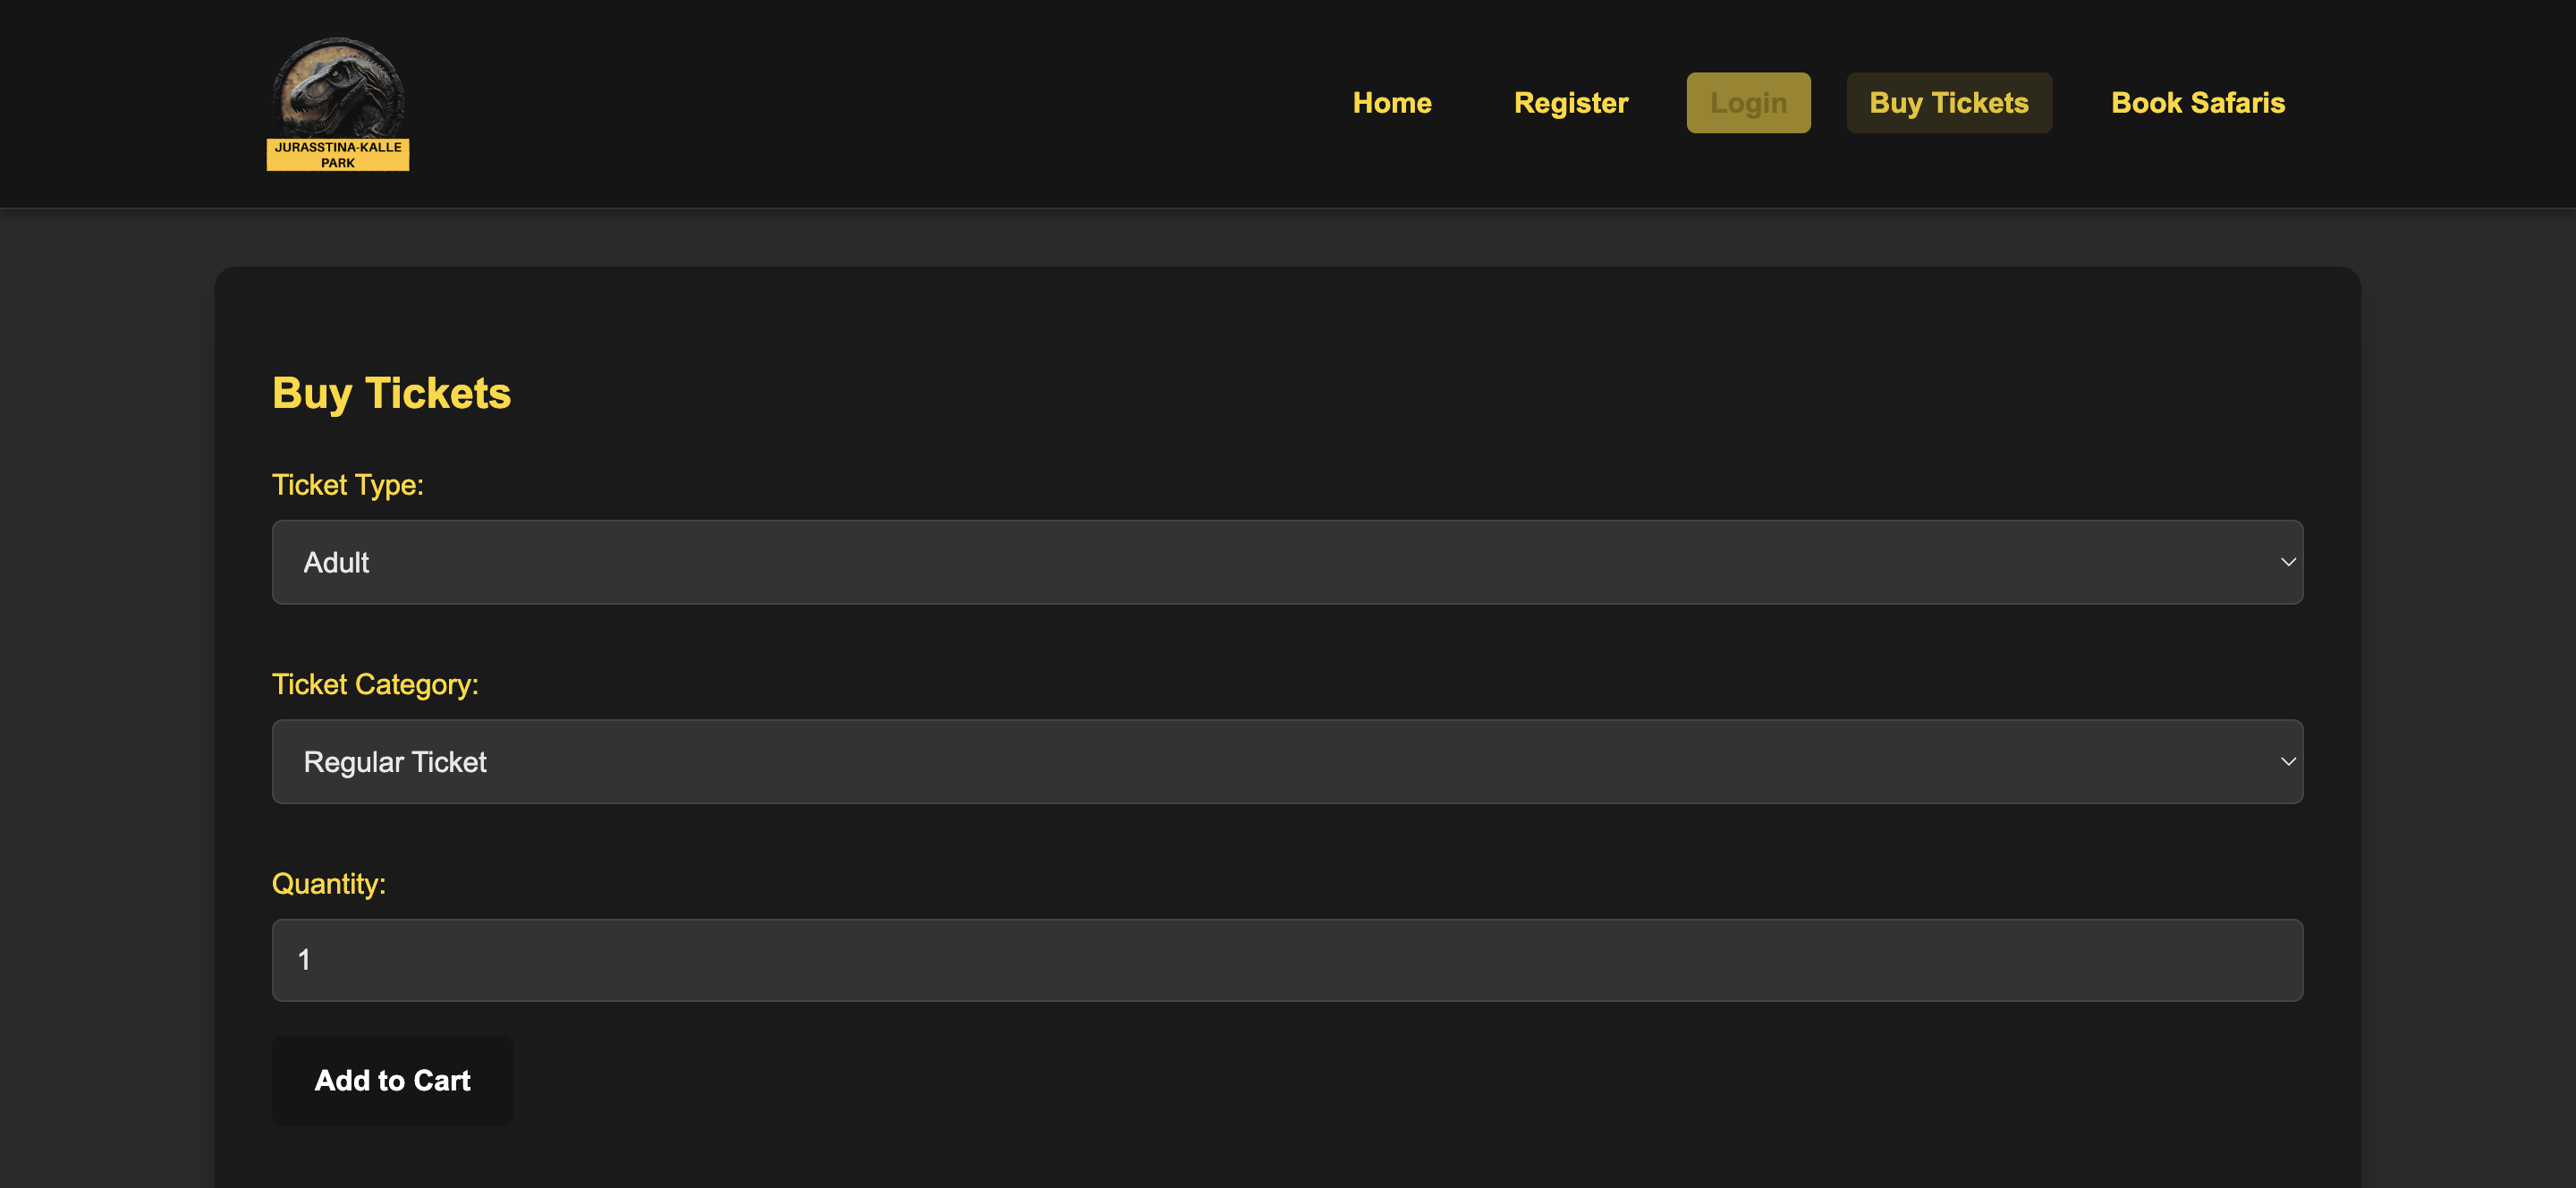 JURASSTINA-KALLE
PARK
Home
Register
Login
Buy Tickets
Book Safaris
Buy Tickets
Ticket Type:
Adult
Ticket Category:
Regular Ticket
Quantity:
1
Add to Cart